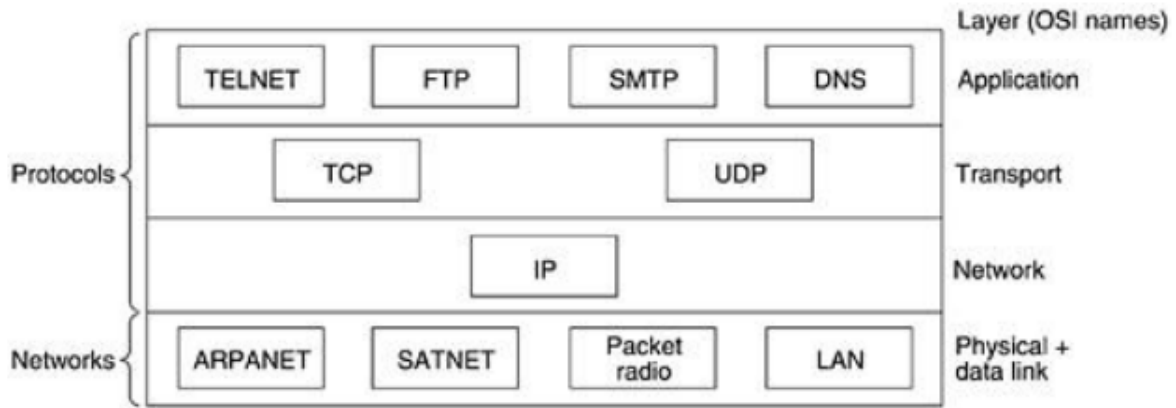 Layer (OSI names)
TELNET FTP SMTP DNS Application
Protocols TCP UDP Transport
IP Network
Networks ARPANET SATNET Packet radio LAN Physical + data link